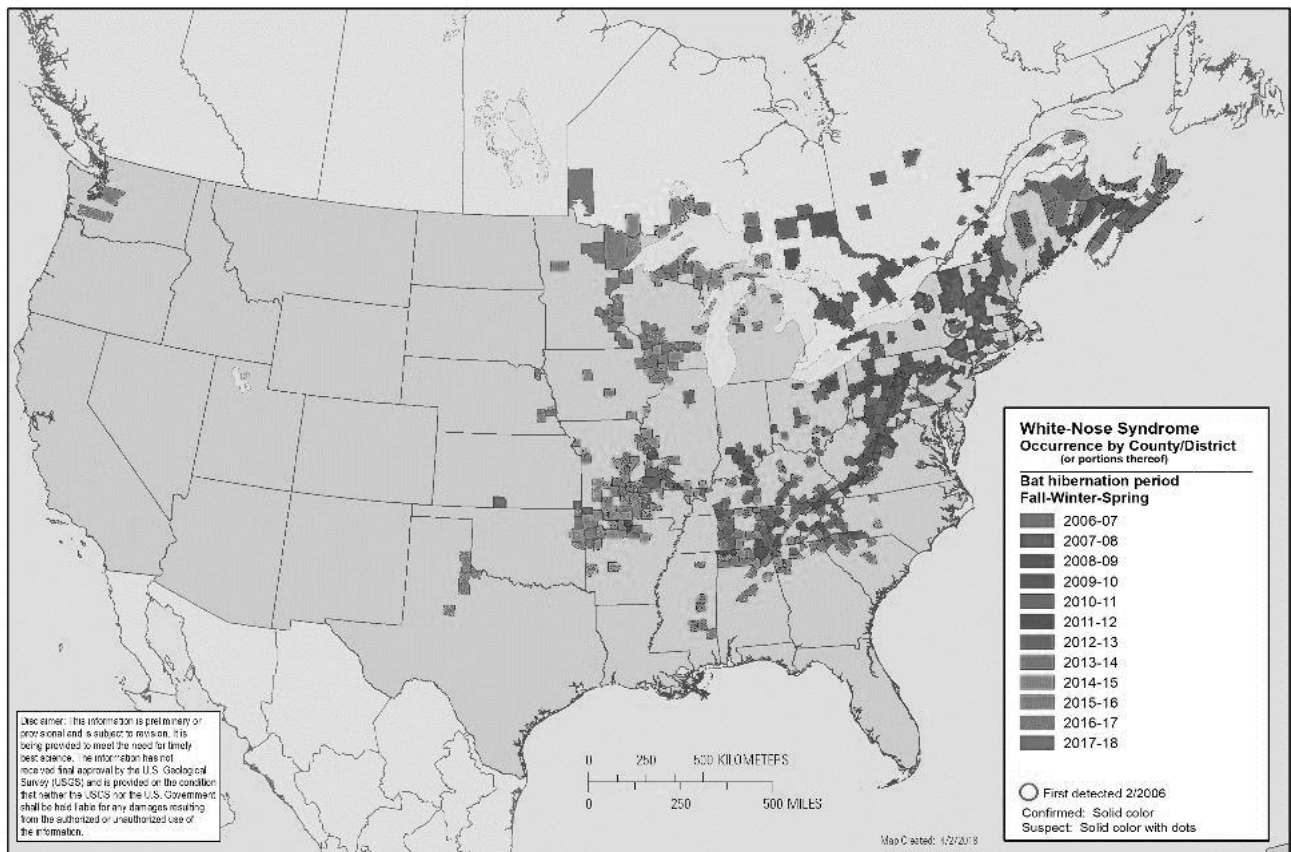 White-Nose Syndrome
Occurrence by County/District
(or portions thereof)
Bat hibernation period
Fall-Winter-Spring
2006-07
2007-08
2008-09
2009-10
2010-11
2011-12
2012-13
2013-14
2014-15
2015-16
2016-17
2017-18
First detected 2/2006
Confirmed: Solid color
Suspect: Solid color with dots
Disclaimer: This information is preliminary or
provisional and is subject to revision. It is
being provided to meet the need for timely
best science. The information has not
received final approval by the U.S. Geological
Survey (USGS) and is provided on the condition
that neither the USGS nor the U.S. Government
shall be held liable for any damages resulting
from the authorized or unauthorized use of
the information.
0 250 500 KILOMETERS
0 250 500 MILES
Map Created: 4/2/2018